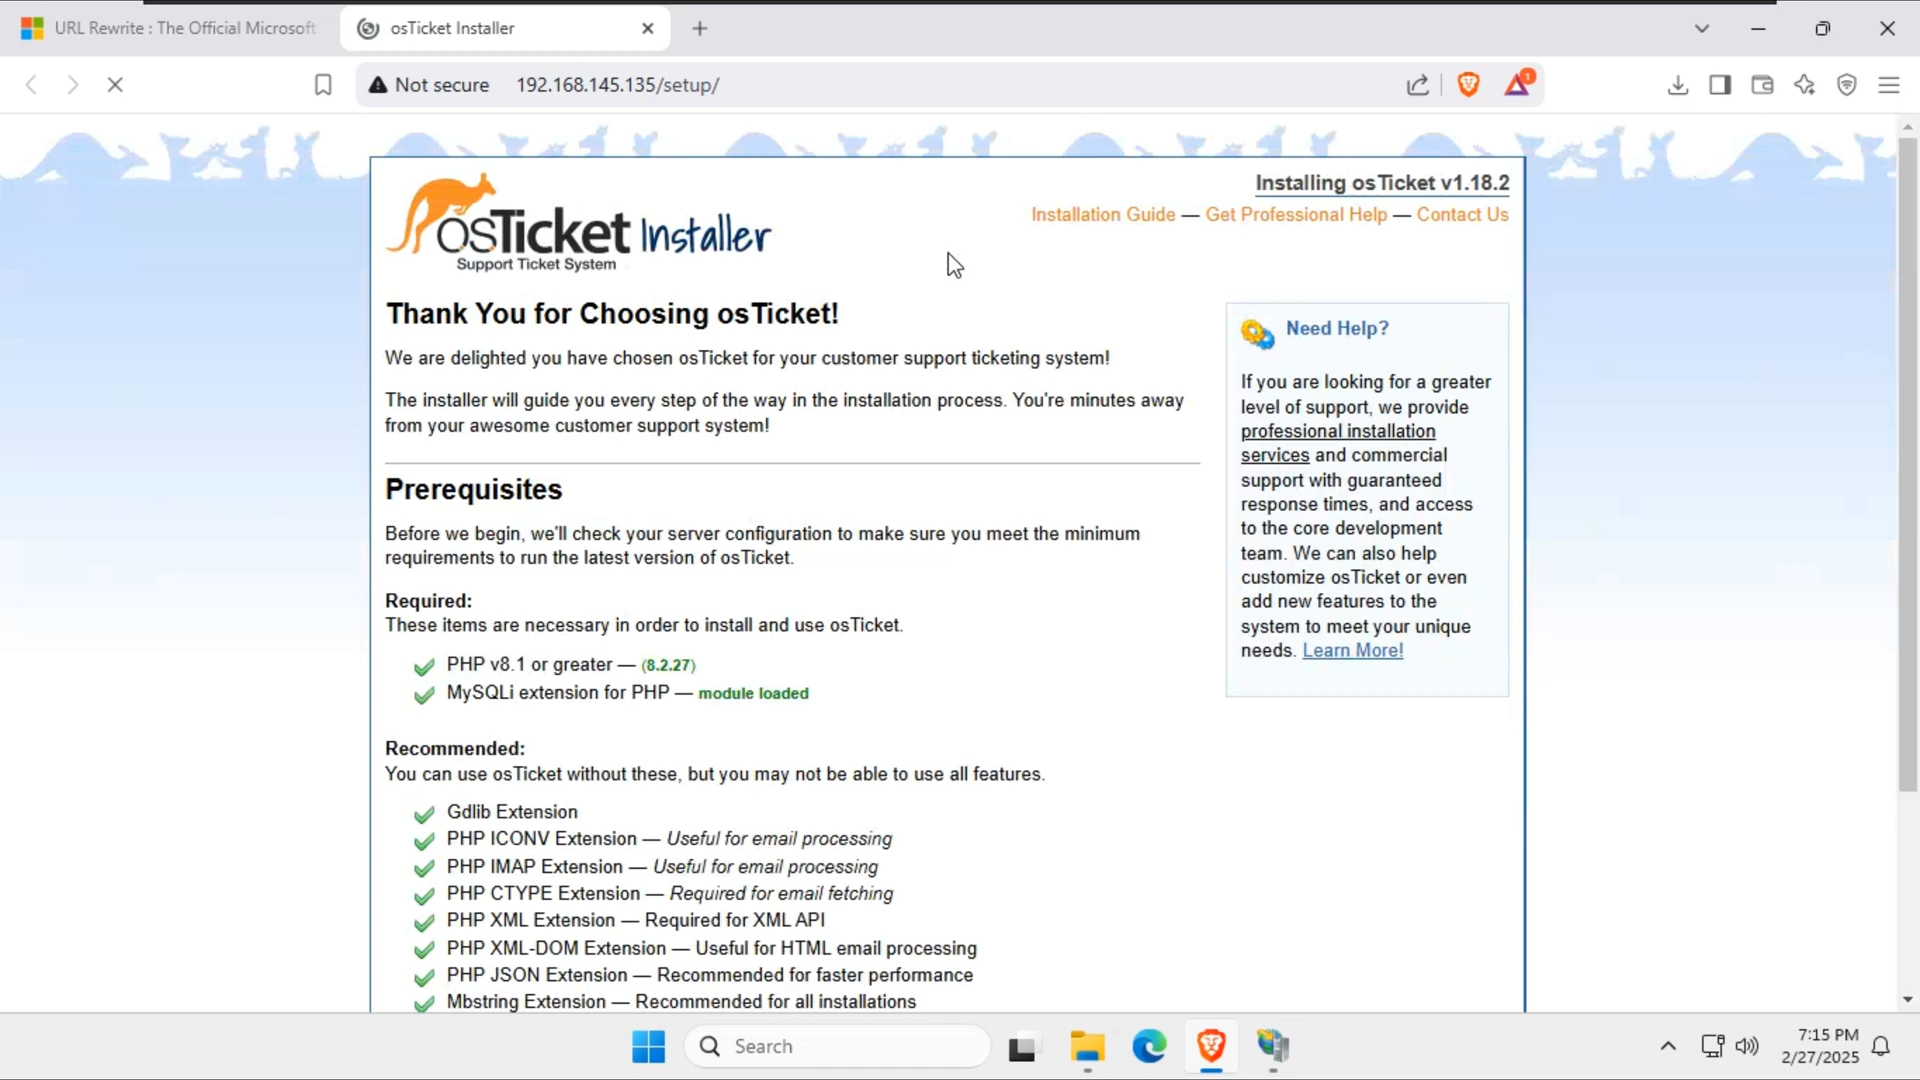 URL Rewrite : The Official Microsoft
osTicket Installer
Not secure 192.168.145.135/setup/
1
Installing osTicket v1.18.2
Installation Guide — Get Professional Help — Contact Us
osTicket Installer
Support Ticket System
Thank You for Choosing osTicket!
We are delighted you have chosen osTicket for your customer support ticketing system!
The installer will guide you every step of the way in the installation process. You're minutes away
from your awesome customer support system!
Need Help?
If you are looking for a greater
level of support, we provide
professional installation
services and commercial
support with guaranteed
response times, and access
to the core development
team. We can also help
customize osTicket or even
add new features to the
system to meet your unique
needs. Learn More!
Prerequisites
Before we begin, we'll check your server configuration to make sure you meet the minimum
requirements to run the latest version of osTicket.
Required:
These items are necessary in order to install and use osTicket.
PHP v8.1 or greater — (8.2.27)
MySQLi extension for PHP — module loaded
Recommended:
You can use osTicket without these, but you may not be able to use all features.
Gdlib Extension
PHP ICONV Extension — Useful for email processing
PHP IMAP Extension — Useful for email processing
PHP CTYPE Extension — Required for email fetching
PHP XML Extension — Required for XML API
PHP XML-DOM Extension — Useful for HTML email processing
PHP JSON Extension — Recommended for faster performance
Mbstring Extension — Recommended for all installations
Search
7:15 PM
2/27/2025